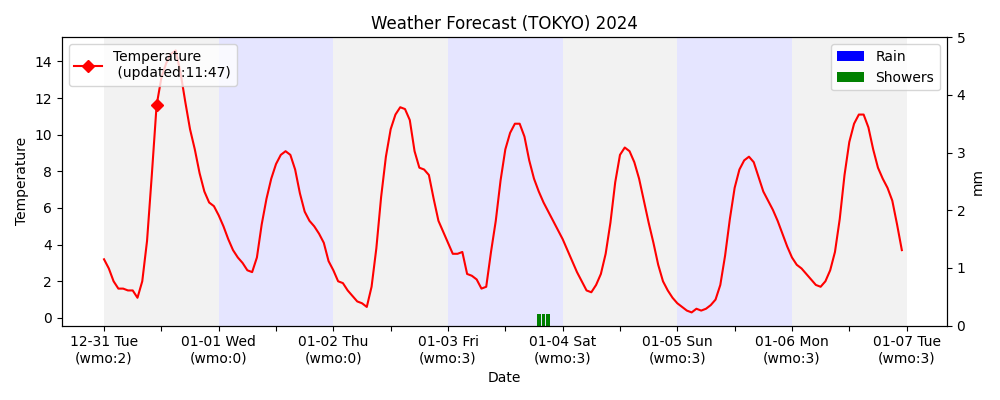 Weather Forecast (TOKYO) 2024
Temperature
(updated:11:47)
Rain
Showers
Temperature
14
12
10
8
6
4
2
0
5
4
3
2
1
0
mm
12-31 Tue
(wmo:2)
01-01 Wed
(wmo:0)
01-02 Thu
(wmo:0)
01-03 Fri
(wmo:3)
01-04 Sat
(wmo:3)
01-05 Sun
(wmo:3)
01-06 Mon
(wmo:3)
01-07 Tue
(wmo:3)
Date